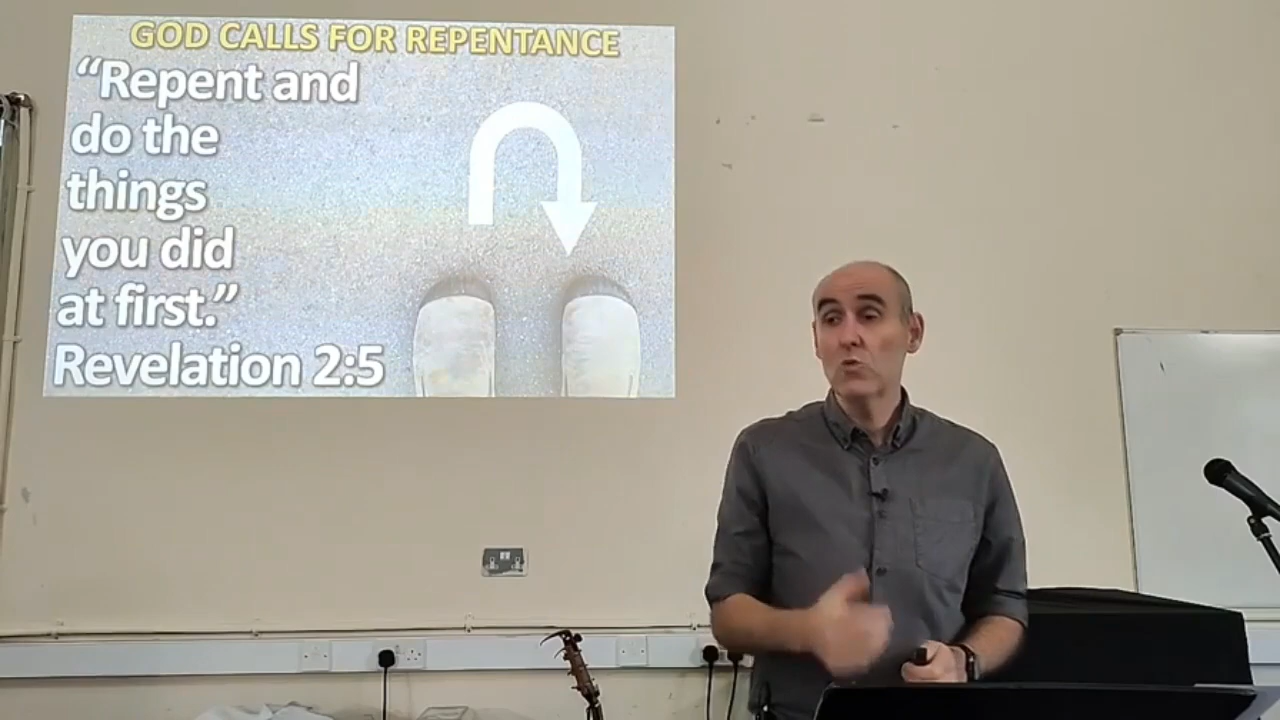 GOD CALLS FOR REPENTANCE
“Repent and
do the
things
you did
at first.”
Revelation 2:5